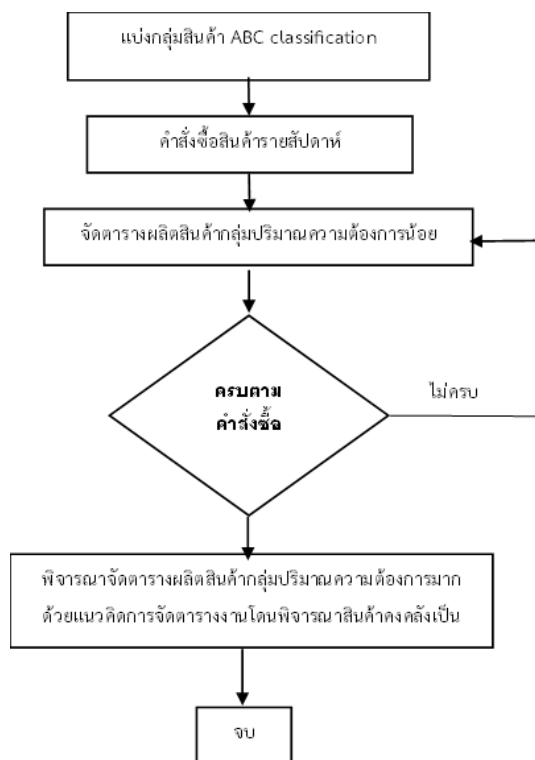 แบ่งกลุ่มสินค้า ABC classification
คำสั่งซื้อสินค้ารายสัปดาห์
จัดตารางผลิตสินค้ากลุ่มปริมาณความต้องการน้อย
ครบตาม
คำสั่งซื้อ
ไม่ครบ
พิจารณาจัดตารางผลิตสินค้ากลุ่มปริมาณความต้องการมาก
ด้วยแนวคิดการจัดตารางงานโดนพิจารณาสินค้าคงคลังเป็น
จบ